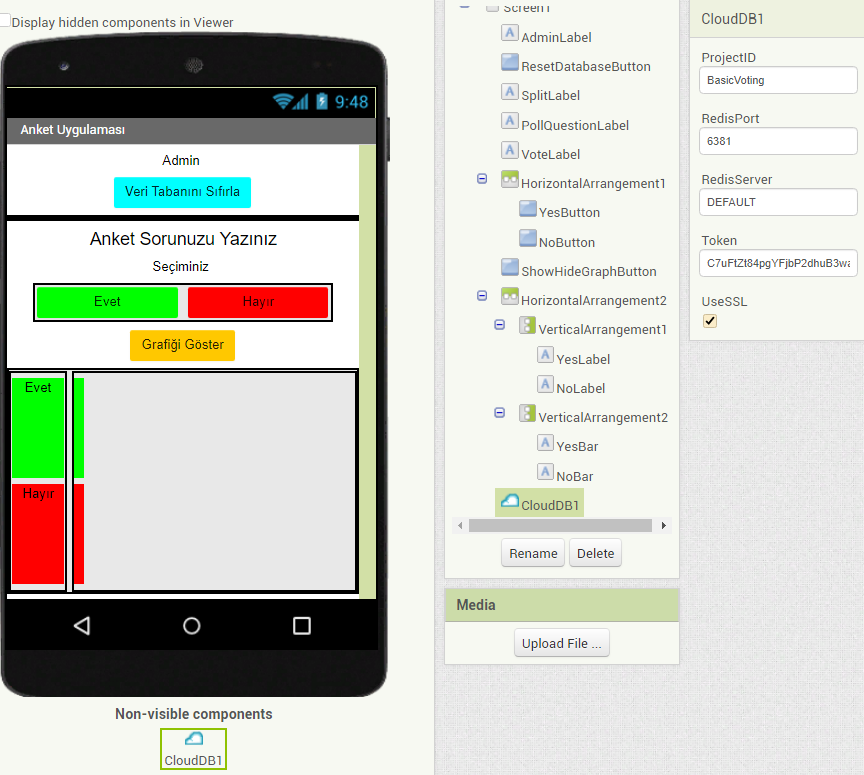 Display hidden components in Viewer
9:48
Anket Uygulaması
Admin
Veri Tabanını Sıfırla
Anket Sorunuzu Yazınız
Seçiminiz
Evet
Hayır
Grafiği Göster
Evet
Hayır
Non-visible components
CloudDB1
Screen1
AdminLabel
ResetDatabaseButton
SplitLabel
PollQuestionLabel
VoteLabel
HorizontalArrangement1
YesButton
NoButton
ShowHideGraphButton
HorizontalArrangement2
VerticalArrangement1
YesLabel
NoLabel
VerticalArrangement2
YesBar
NoBar
CloudDB1
Rename
Delete
Media
Upload File ...
CloudDB1
ProjectID
BasicVoting
RedisPort
6381
RedisServer
DEFAULT
Token
C7uFtZt84pgYFjbP2dhuB3wa
UseSSL